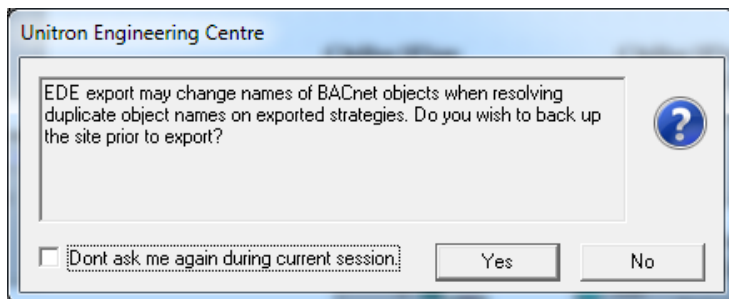 Unitron Engineering Centre
EDE export may change names of BACnet objects when resolving
duplicate object names on exported strategies. Do you wish to back up
the site prior to export?
Dont ask me again during current session.
Yes
No